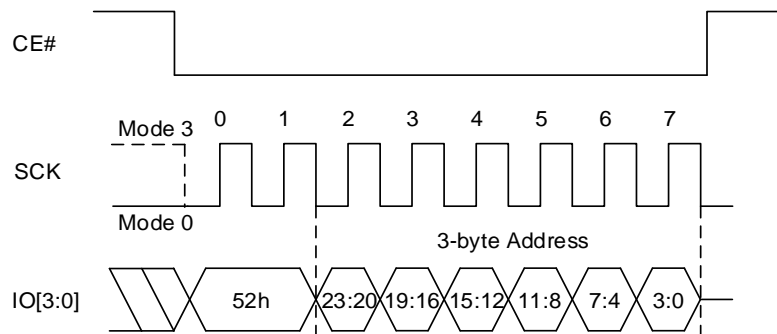 CE#
Mode 3
0 1 2 3 4 5 6 7
SCK
Mode 0
3-byte Address
IO[3:0]
52h 23:20 19:16 15:12 11:8 7:4 3:0